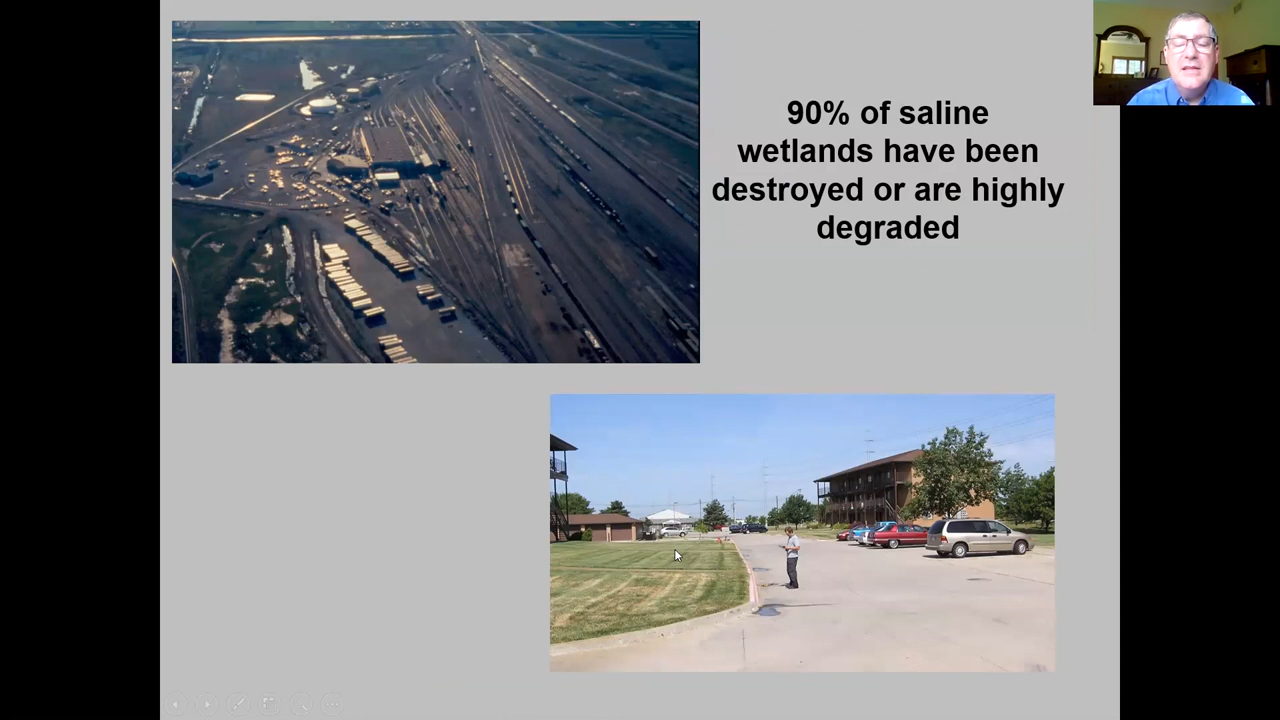 90% of saline
wetlands have been
destroyed or are highly
degraded